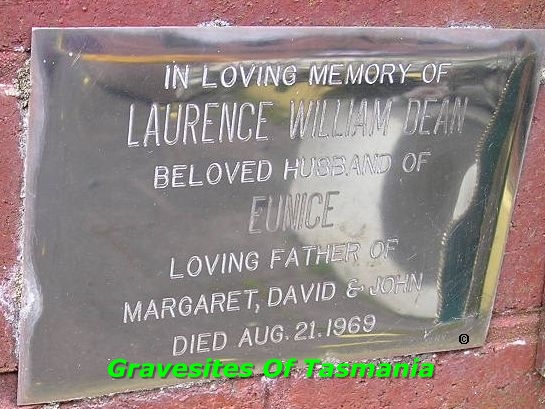 IN LOVING MEMORY OF
LAURENCE WILLIAM DEAN
BELOVED HUSBAND OF
EUNICE
LOVING FATHER OF
MARGARET, DAVID & JOHN
DIED AUG. 21. 1969
Gravesites Of Tasmania